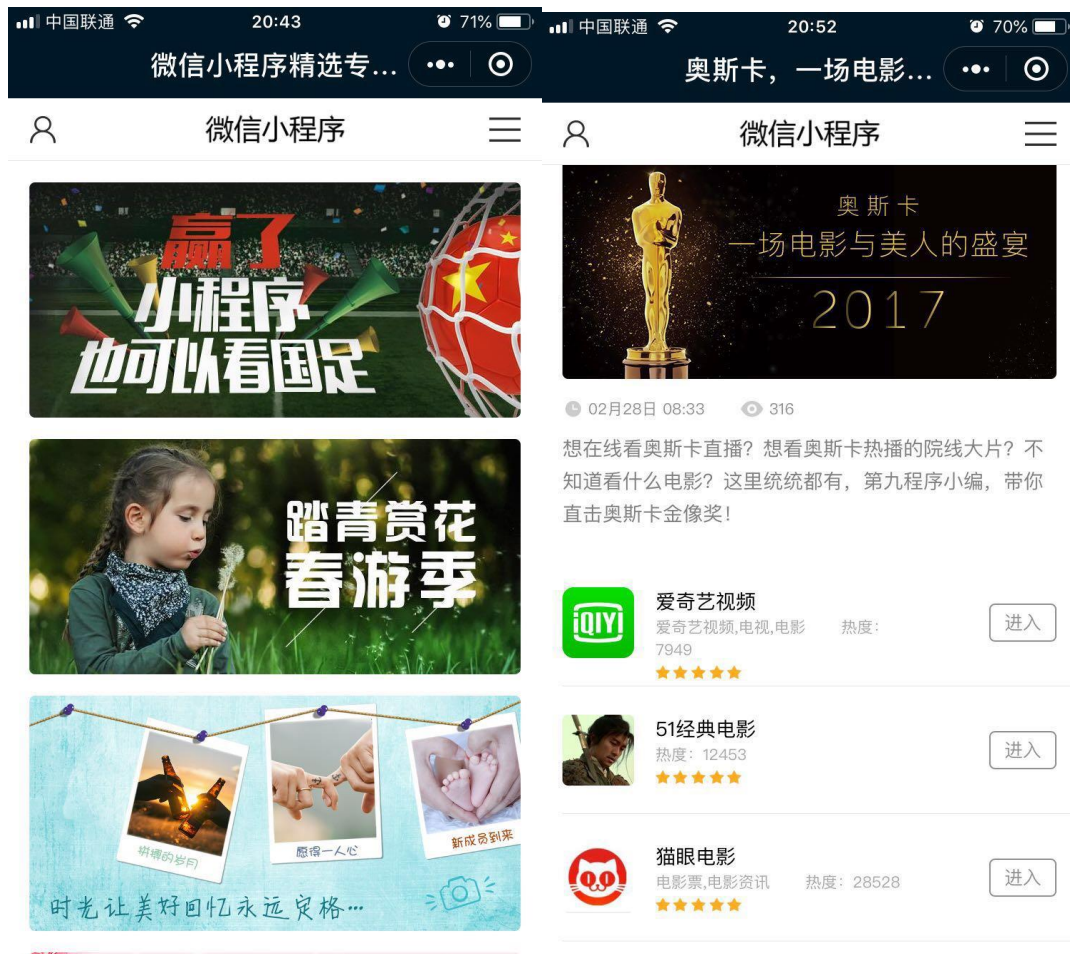 中国联通
20:43
71%
微信小程序精选专...
微信小程序
赢了
小程序
也可以看国足
踏青赏花
春游季
拼搏的岁月
愿得一人心
新成员到来
时光让美好回忆永远定格...
中国联通
20:52
70%
奥斯卡，一场电影...
微信小程序
奥斯卡
一场电影与美人的盛宴
2017
02月28日 08:33
316
想在线看奥斯卡直播？想看奥斯卡热播的院线大片？不
知道看什么电影？这里统统都有，第九程序小编，带你
直击奥斯卡金像奖！
iQIYI
爱奇艺视频
进入
爱奇艺视频,电视,电影 热度：
7949
51经典电影
进入
热度：12453
猫眼电影
进入
电影票,电影资讯 热度：28528